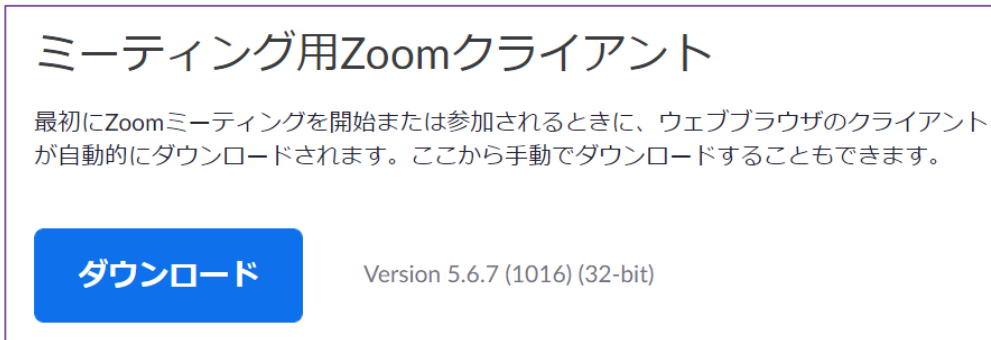 ミーティング用Zoomクライアント
最初にZoomミーティングを開始または参加されるときに、ウェブブラウザのクライアント
が自動的にダウンロードされます。ここから手動でダウンロードすることもできます。
ダウンロード
Version 5.6.7 (1016) (32-bit)